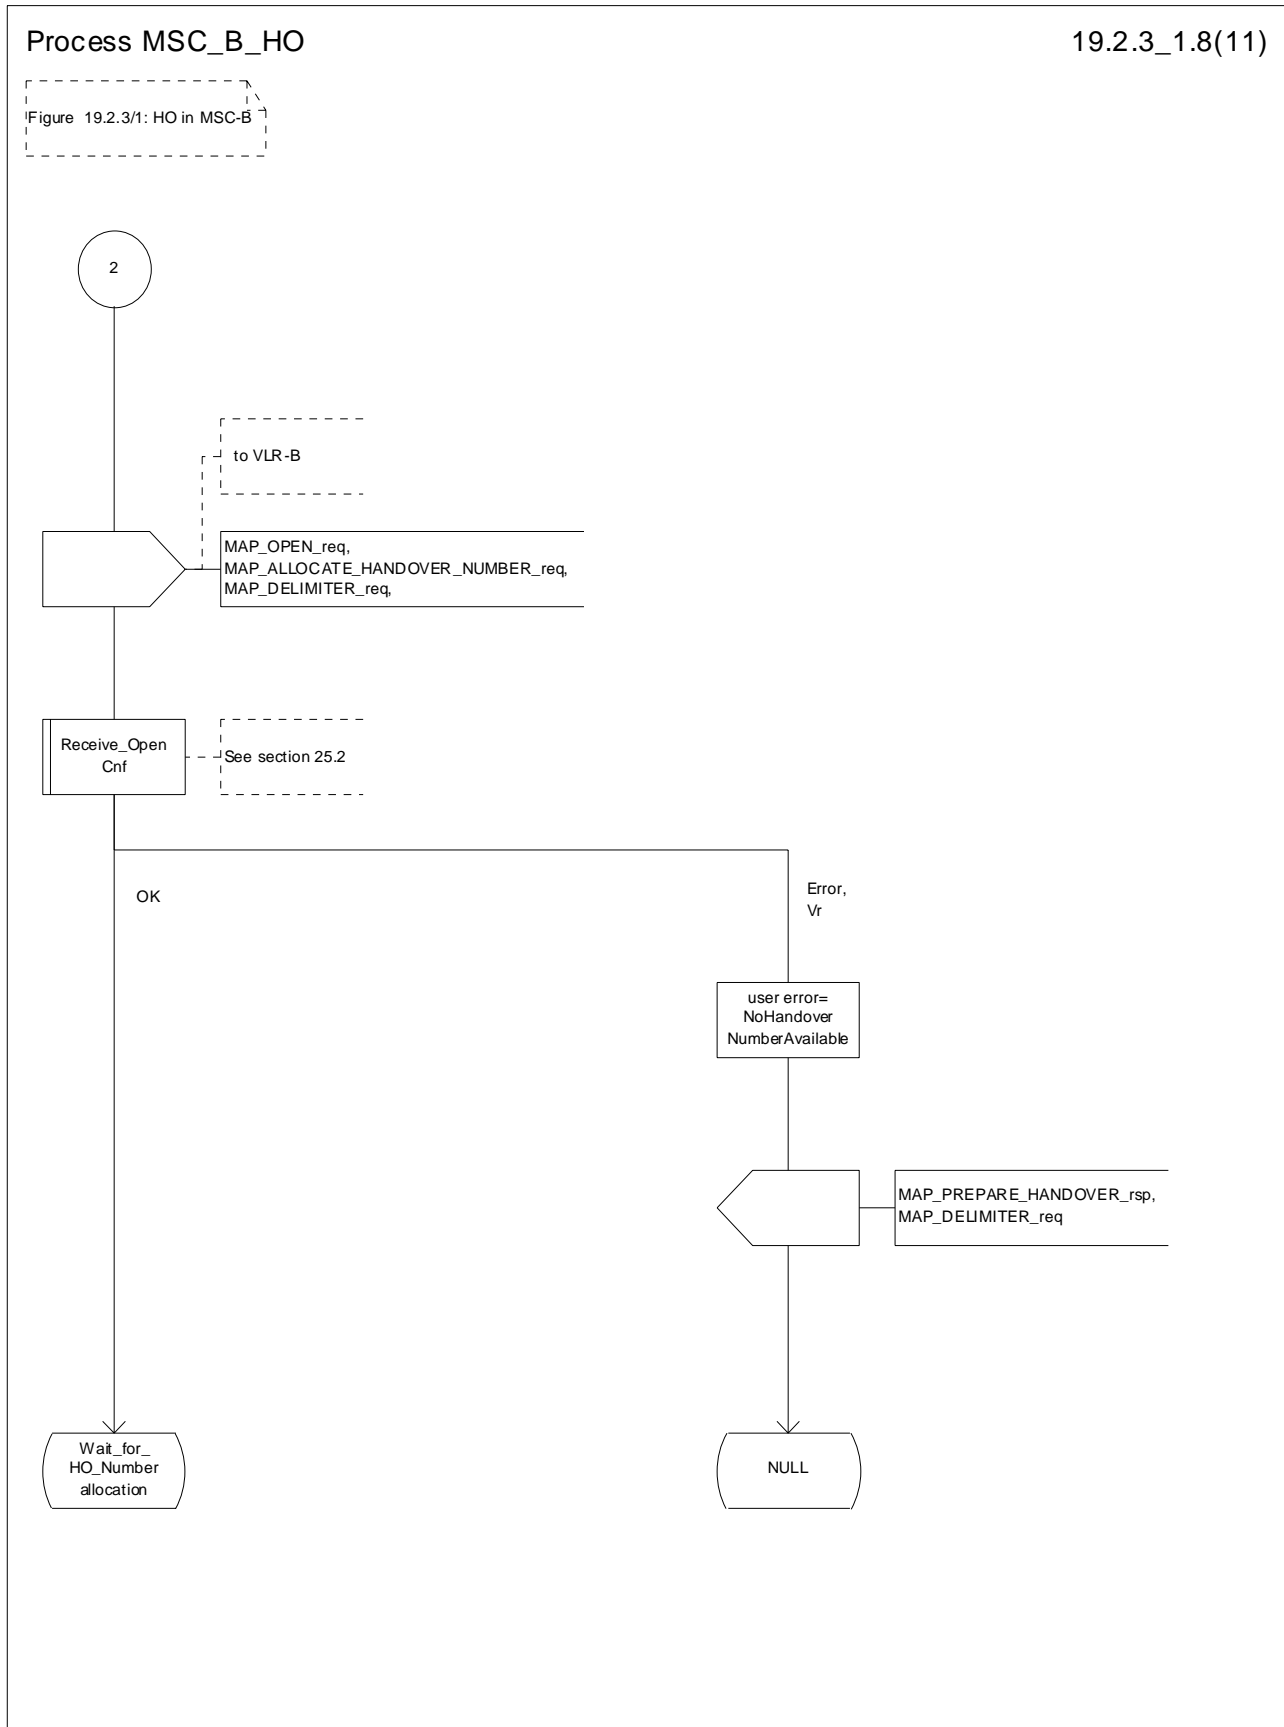 Process MSC_B_HO
19.2.3_1.8(11)
Figure 19.2.3/1: HO in MSC-B
2
to VLR-B
MAP_OPEN_req,
MAP_ALLOCATE_HANDOVER_NUMBER_req,
MAP_DELIMITER_req,
Receive_Open
Cnf
See section 25.2
OK
Error,
Vr
user error=
NoHandover
NumberAvailable
MAP_PREPARE_HANDOVER_rsp,
MAP_DELIMITER_req
Wait_for_
HO_Number
allocation
NULL